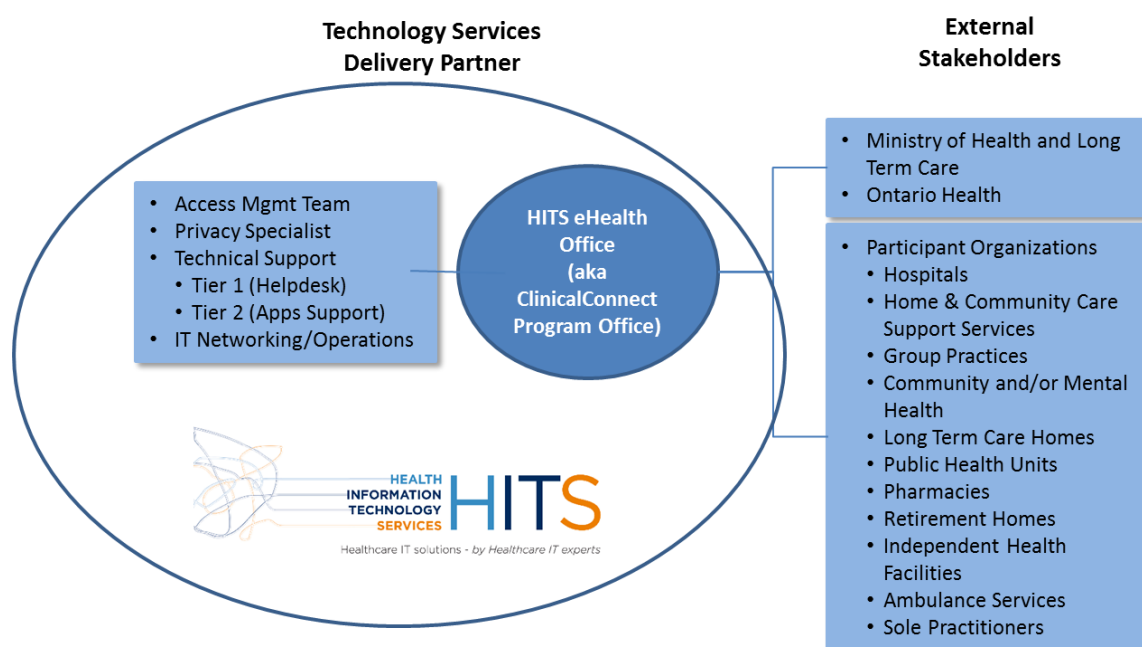 Technology Services
Delivery Partner
External
Stakeholders
• Access Mgmt Team
• Privacy Specialist
• Technical Support
• Tier 1 (Helpdesk)
• Tier 2 (Apps Support)
• IT Networking/Operations
HITS eHealth
Office
(aka
ClinicalConnect
Program Office)
• Ministry of Health and Long
Term Care
• Ontario Health
• Participant Organizations
• Hospitals
• Home & Community Care
Support Services
• Group Practices
• Community and/or Mental
Health
• Long Term Care Homes
• Public Health Units
• Pharmacies
• Retirement Homes
• Independent Health
Facilities
• Ambulance Services
• Sole Practitioners
HEALTH
INFORMATION
TECHNOLOGY
SERVICES
HITS
Healthcare IT solutions - by Healthcare IT experts